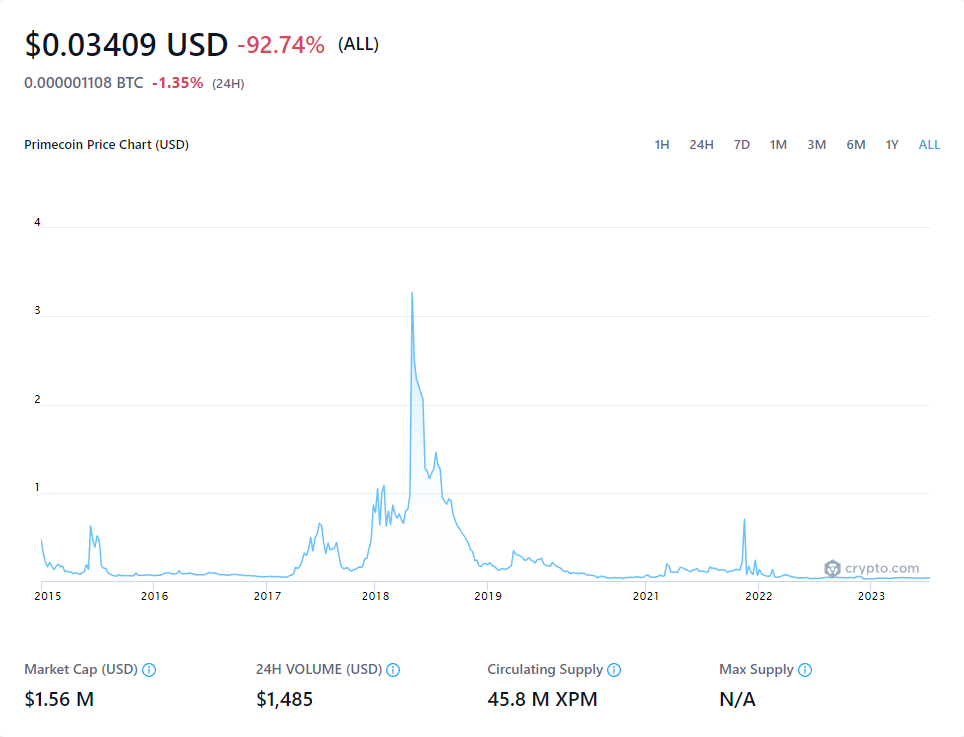 $0.03409 USD -92.74% (ALL)
0.000001108 BTC -1.35% (24H)
Primecoin Price Chart (USD) 1H 24H 7D 1M 3M 6M 1Y ALL
4
3
2
1
crypto.com
2015 2016 2017 2018 2019 2021 2022 2023
Market Cap (USD) 24H VOLUME (USD) Circulating Supply Max Supply
$1.56 M $1,485 45.8 M XPM N/A